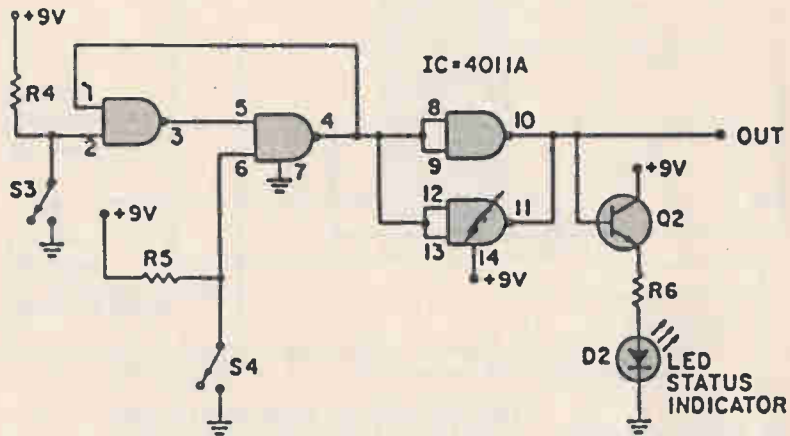 +9V
R4
1
2
3
S3
+9V
R5
5
6
4
7
S4
IC=4011A
8
9
10
12
13
11
14
+9V
OUT
+9V
Q2
R6
D2
LED
STATUS
INDICATOR